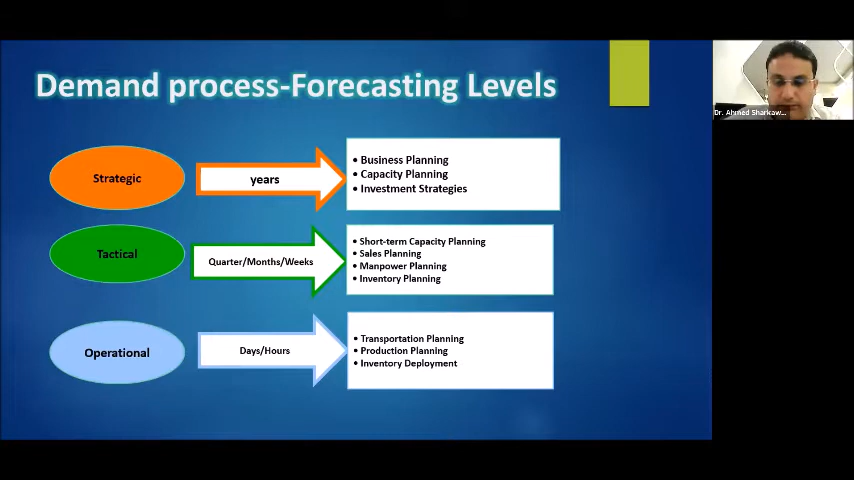 Demand process-Forecasting Levels
Dr. Ahmed Sharkaw...
Strategic
years
• Business Planning
• Capacity Planning
• Investment Strategies
Tactical
Quarter/Months/Weeks
• Short-term Capacity Planning
• Sales Planning
• Manpower Planning
• Inventory Planning
Operational
Days/Hours
• Transportation Planning
• Production Planning
• Inventory Deployment